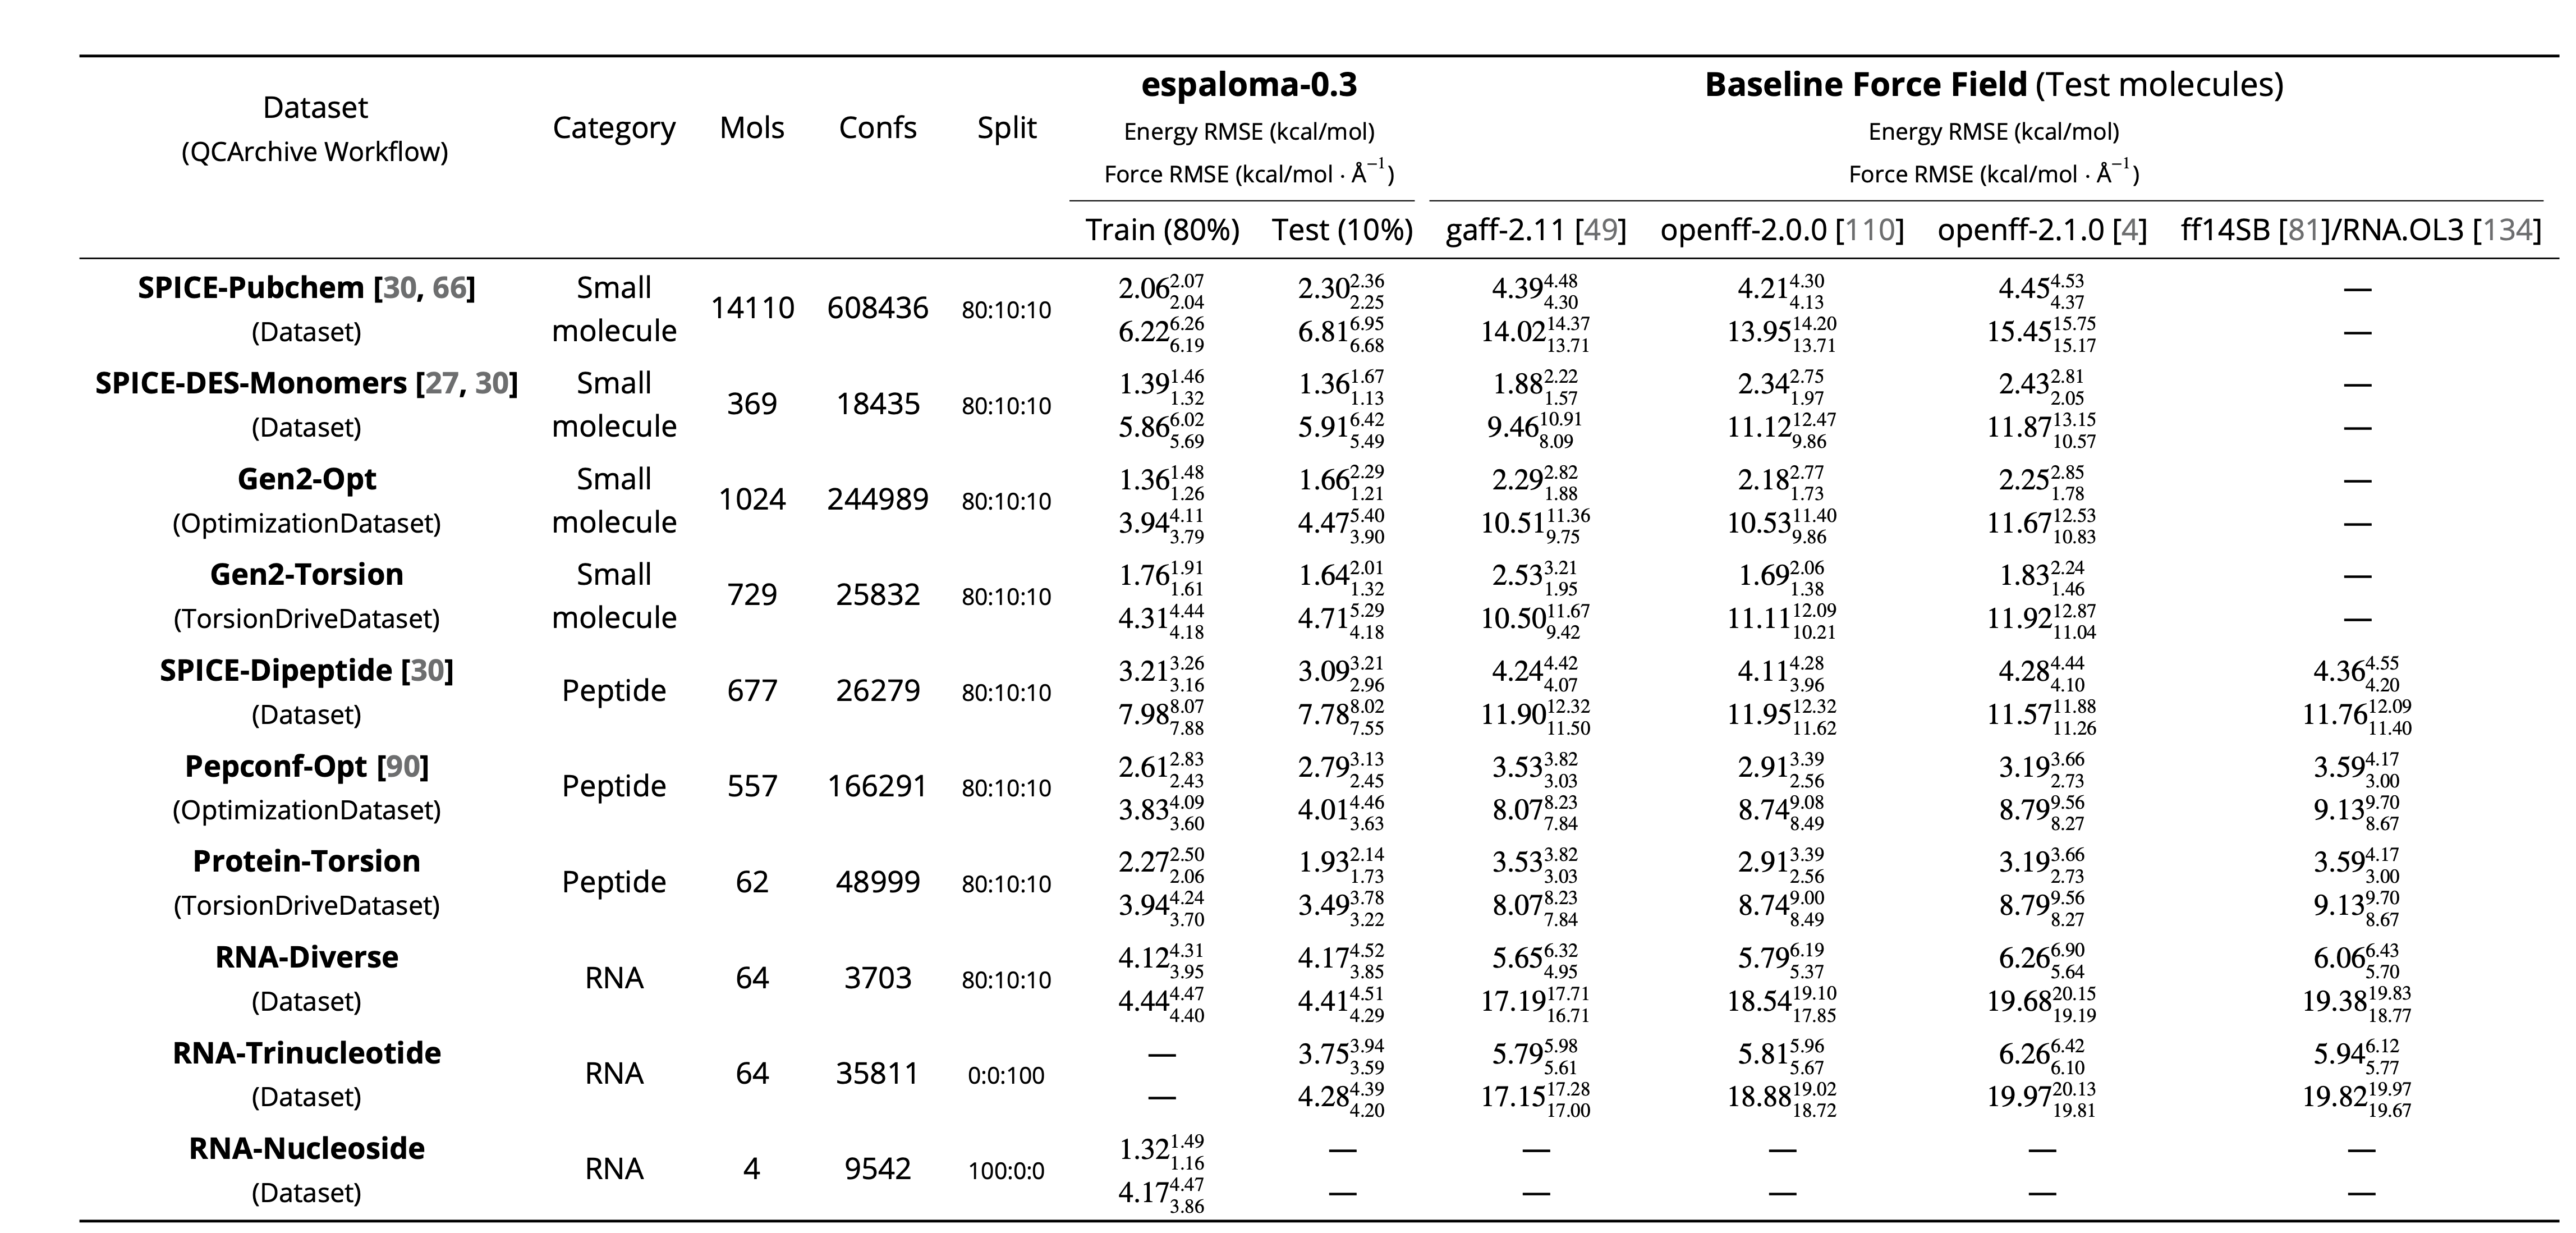 espaloma-0.3 Baseline Force Field (Test molecules)
Dataset Category Mols Confs Split Energy RMSE (kcal/mol) Energy RMSE (kcal/mol)
(QCArchive Workflow) Force RMSE (kcal/mol · Å⁻¹) Force RMSE (kcal/mol · Å⁻¹)
Train (80%) Test (10%) gaff-2.11 [49] openff-2.0.0 [110] openff-2.1.0 [4] ff14SB [81]/RNA.OL3 [134]
SPICE-Pubchem [30, 66] Small 14110 608436 80:10:10 2.06 2.07 2.04 2.30 2.36 2.25 4.39 4.48 4.30 4.21 4.30 4.13 4.45 4.53 4.37 —
(Dataset) molecule 6.22 6.26 6.19 6.81 6.95 6.68 14.02 14.37 13.71 13.95 14.20 13.71 15.45 15.75 15.17 —
SPICE-DES-Monomers [27, 30] Small 369 18435 80:10:10 1.39 1.46 1.32 1.36 1.67 1.13 1.88 2.22 1.57 2.34 2.75 1.97 2.43 2.81 2.05 —
(Dataset) molecule 5.86 6.02 5.69 5.91 6.42 5.49 9.46 10.91 8.09 11.12 12.47 9.86 11.87 13.15 10.57 —
Gen2-Opt Small 1024 244989 80:10:10 1.36 1.48 1.26 1.66 2.29 1.21 2.29 2.82 1.88 2.18 2.77 1.73 2.25 2.85 1.78 —
(OptimizationDataset) molecule 3.94 4.11 3.79 4.47 5.40 3.90 10.51 11.36 9.75 10.53 11.40 9.86 11.67 12.53 10.83 —
Gen2-Torsion Small 729 25832 80:10:10 1.76 1.91 1.61 1.64 2.01 1.32 2.53 3.21 1.95 1.69 2.06 1.38 1.83 2.24 1.46 —
(TorsionDriveDataset) molecule 4.31 4.44 4.18 4.71 5.29 4.18 10.50 11.67 9.42 11.11 12.09 10.21 11.92 12.87 11.04 —
SPICE-Dipeptide [30] Peptide 677 26279 80:10:10 3.21 3.26 3.16 3.09 3.21 2.96 4.24 4.42 4.07 4.11 4.28 3.96 4.28 4.44 4.10 4.36 4.55 4.20
(Dataset) 7.98 8.07 7.88 7.78 8.02 7.55 11.90 12.32 11.50 11.95 12.32 11.62 11.57 11.88 11.26 11.76 12.09 11.40
Pepconf-Opt [90] Peptide 557 166291 80:10:10 2.61 2.83 2.43 2.79 3.13 2.45 3.53 3.82 3.03 2.91 3.39 2.56 3.19 3.66 2.73 3.59 4.17 3.00
(OptimizationDataset) 3.83 4.09 3.60 4.01 4.46 3.63 8.07 8.23 7.84 8.74 9.08 8.49 8.79 9.56 8.27 9.13 9.70 8.67
Protein-Torsion Peptide 62 48999 80:10:10 2.27 2.50 2.06 1.93 2.14 1.73 3.53 3.82 3.03 2.91 3.39 2.56 3.19 3.66 2.73 3.59 4.17 3.00
(TorsionDriveDataset) 3.94 4.24 3.70 3.49 3.78 3.22 8.07 8.23 7.84 8.74 9.00 8.49 8.79 9.56 8.27 9.13 9.70 8.67
RNA-Diverse RNA 64 3703 80:10:10 4.12 4.31 3.95 4.17 4.52 3.85 5.65 6.32 4.95 5.79 6.19 5.37 6.26 6.90 5.64 6.06 6.43 5.70
(Dataset) 4.44 4.47 4.40 4.41 4.51 4.29 17.19 17.71 16.71 18.54 19.10 17.85 19.68 20.15 19.19 19.38 19.83 18.77
RNA-Trinucleotide RNA 64 35811 0:0:100 — 3.75 3.94 3.59 5.79 5.98 5.61 5.81 5.96 5.67 6.26 6.42 6.10 5.94 6.12 5.77
(Dataset) — 4.28 4.39 4.20 17.15 17.28 17.00 18.88 19.02 18.72 19.97 20.13 19.81 19.82 19.97 19.67
RNA-Nucleoside RNA 4 9542 100:0:0 1.32 1.49 1.16 — — — — —
(Dataset) 4.17 4.47 3.86 — — — — —